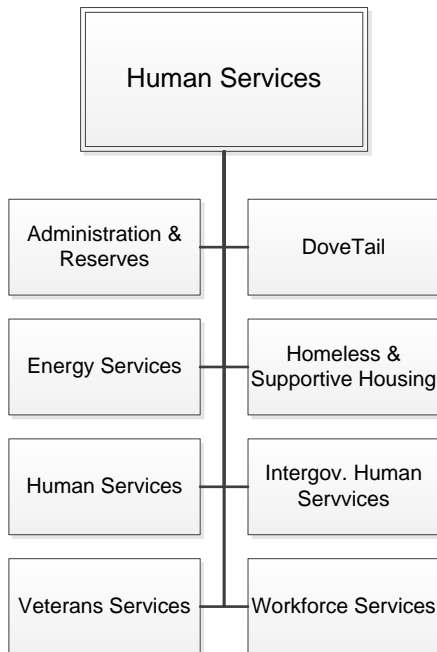 Human Services
Administration &
Reserves
DoveTail
Energy Services
Homeless &
Supportive Housing
Human Services
Intergov. Human
Servvices
Veterans Services
Workforce Services